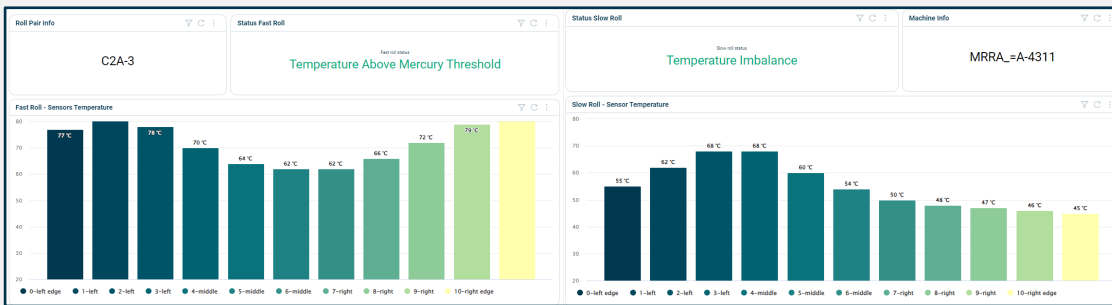 Roll Pair Info
C2A-3
Status Fast Roll
Fast roll status
Temperature Above Mercury Threshold
Status Slow Roll
Slow roll status
Temperature Imbalance
Machine Info
MRRA_=A-4311
Fast Roll - Sensors Temperature
80
70
60
50
40
30
20
77 °C
78 °C
70 °C
64 °C
62 °C
62 °C
66 °C
72 °C
79 °C
0-left edge
1-left
2-left
3-left
4-middle
5-middle
6-middle
7-right
8-right
9-right
10-right edge
Slow Roll - Sensor Temperature
80
70
60
50
40
30
20
55 °C
62 °C
68 °C
68 °C
60 °C
54 °C
50 °C
48 °C
47 °C
46 °C
45 °C
0-left edge
1-left
2-left
3-left
4-middle
5-middle
6-middle
7-right
8-right
9-right
10-right edge